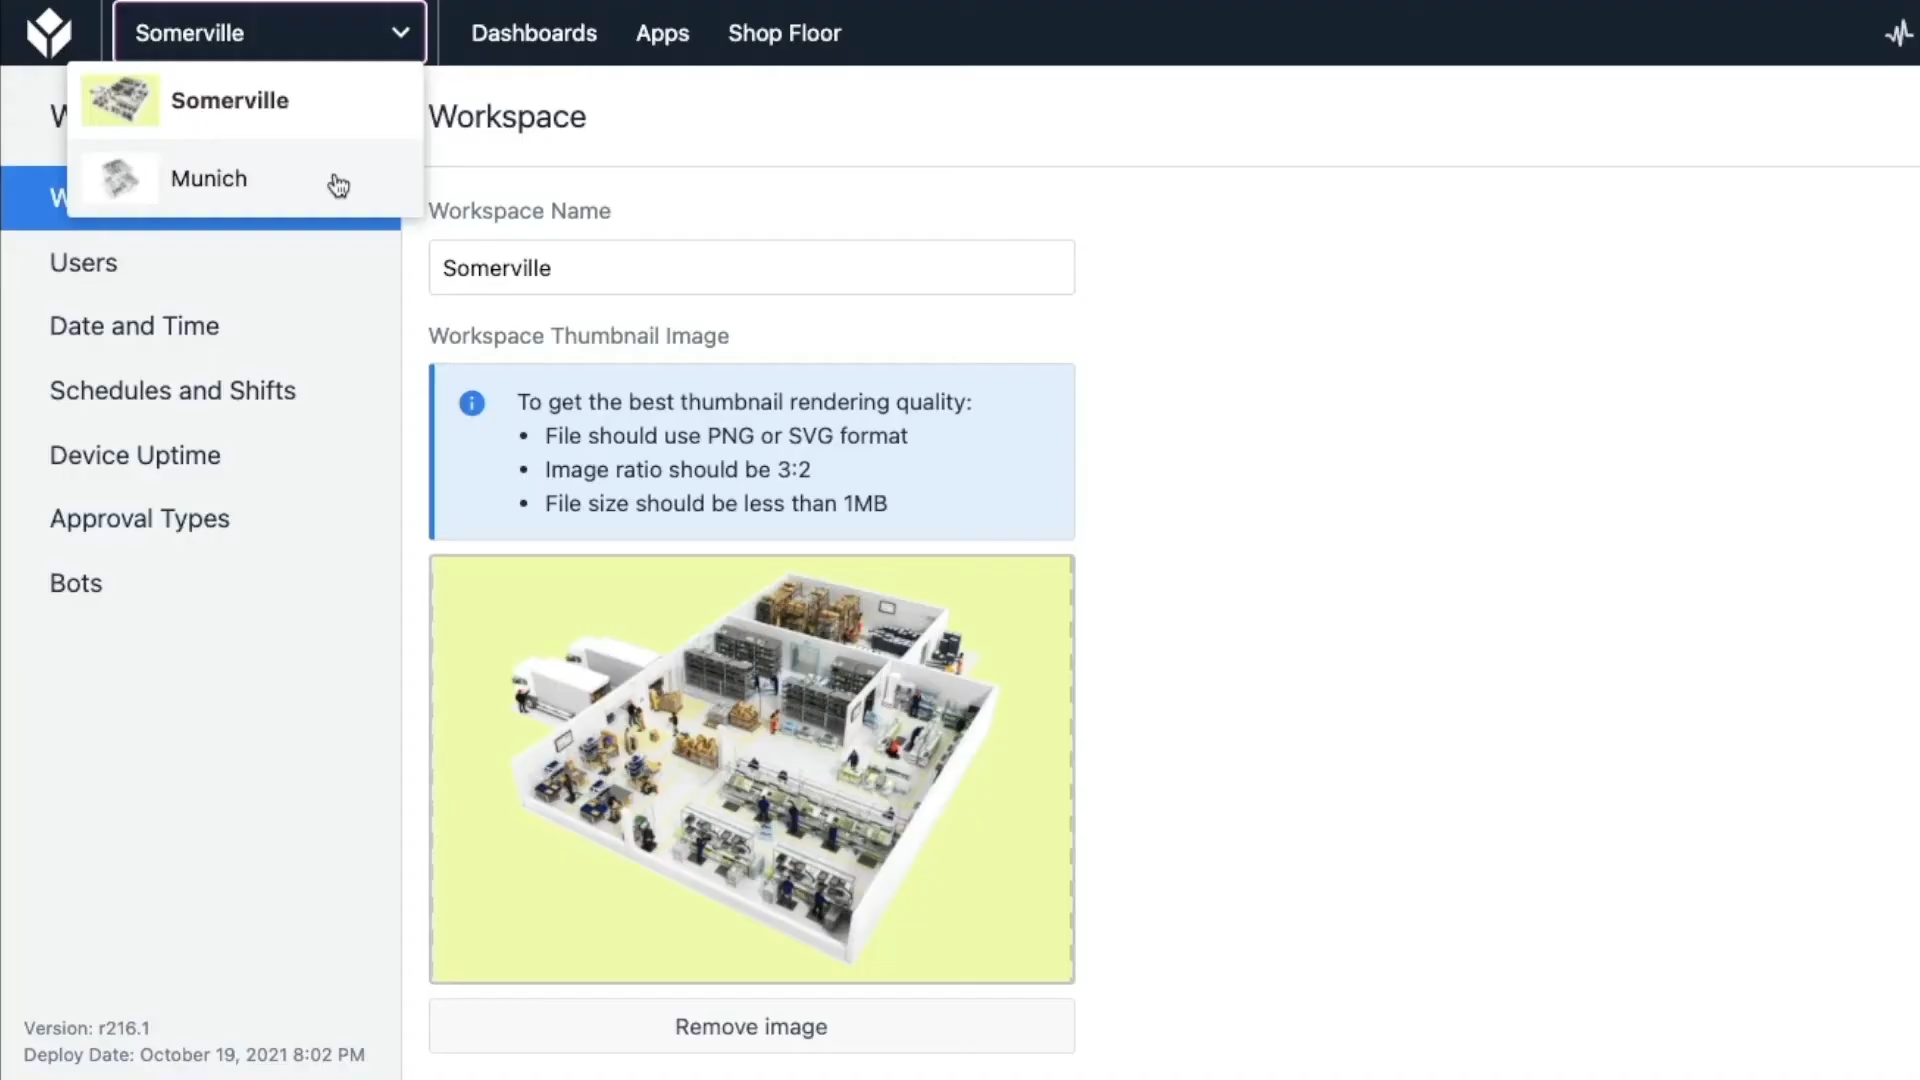 Somerville
Dashboards
Apps
Shop Floor
Somerville
Munich
Workspace
Workspace Name
Somerville
Users
Date and Time
Schedules and Shifts
Device Uptime
Approval Types
Bots
Workspace Thumbnail Image
To get the best thumbnail rendering quality:
• File should use PNG or SVG format
• Image ratio should be 3:2
• File size should be less than 1MB
Remove image
Version: r216.1
Deploy Date: October 19, 2021 8:02 PM